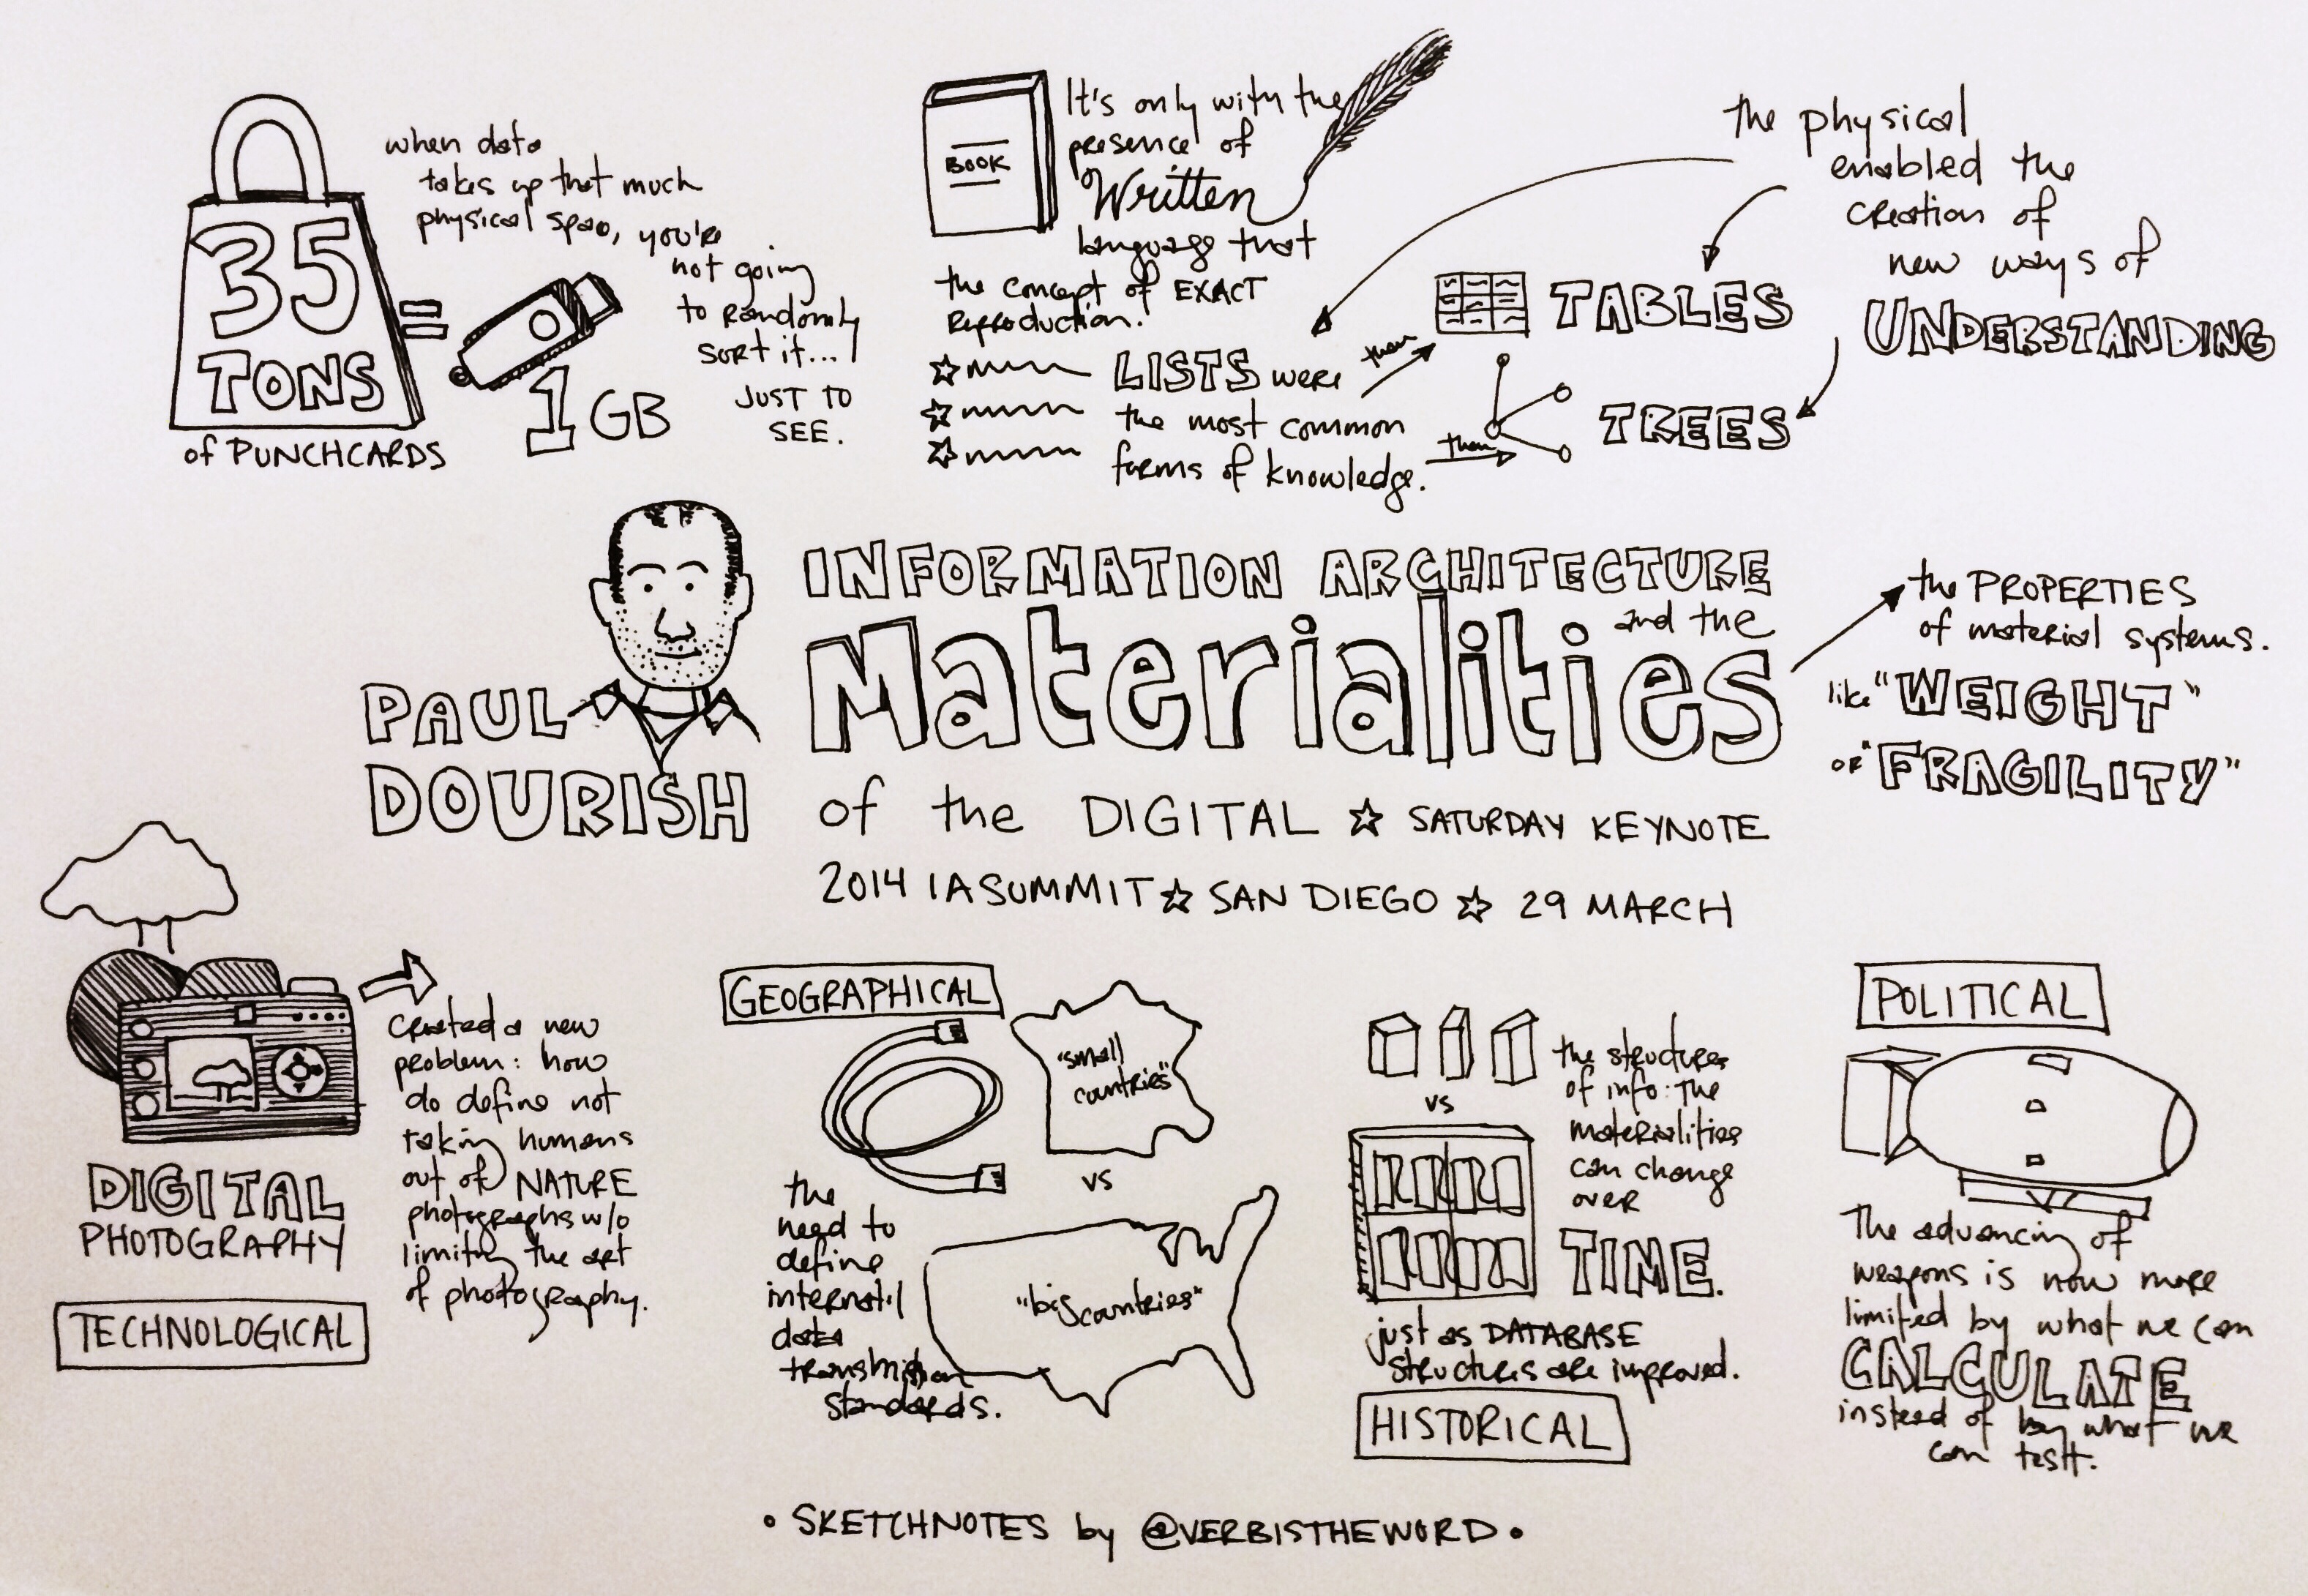 35
TONS
of PUNCHCARDS
=
1 GB
when data
takes up that much
physical space, you're
not going
to randomly
sort it...
JUST TO
SEE.
BOOK
It's only with the
presence of
Written
language that
the concept of EXACT
Reproduction.
LISTS were
the most common
forms of knowledge.
then
TABLES
then
TREES
the physical
enabled the
creation of
new ways of
UNDERSTANDING
PAUL
DOURISH
INFORMATION ARCHITECTURE
and the
Materialities
of the DIGITAL ☆ SATURDAY KEYNOTE
2014 IA SUMMIT ☆ SAN DIEGO ☆ 29 MARCH
the PROPERTIES
of material systems.
like "WEIGHT"
or "FRAGILITY"
DIGITAL
PHOTOGRAPHY
TECHNOLOGICAL
Created a new
problem: how
do define not
taking humans
out of NATURE
photographs w/o
limiting the art
of photography.
GEOGRAPHICAL
"small
countries"
vs
"big countries"
the
need to
define
internat'l
data
transmission
standards.
vs
the structures
of info: the
materialities
can change
over
TIME.
just as DATABASE
structures are improved.
HISTORICAL
POLITICAL
The advancing of
weapons is now more
limited by what we can
CALCULATE
instead of by what we
can test.
• SKETCHNOTES by @VERBISTHEWORD •